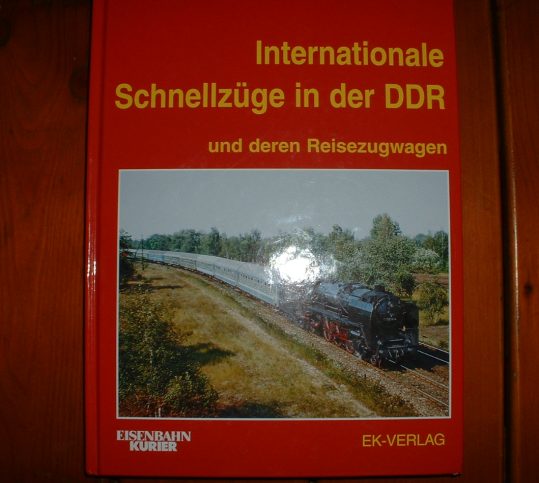 Internationale
Schnellzüge in der DDR
und deren Reisezugwagen
EISENBAHN
KURIER
EK-VERLAG